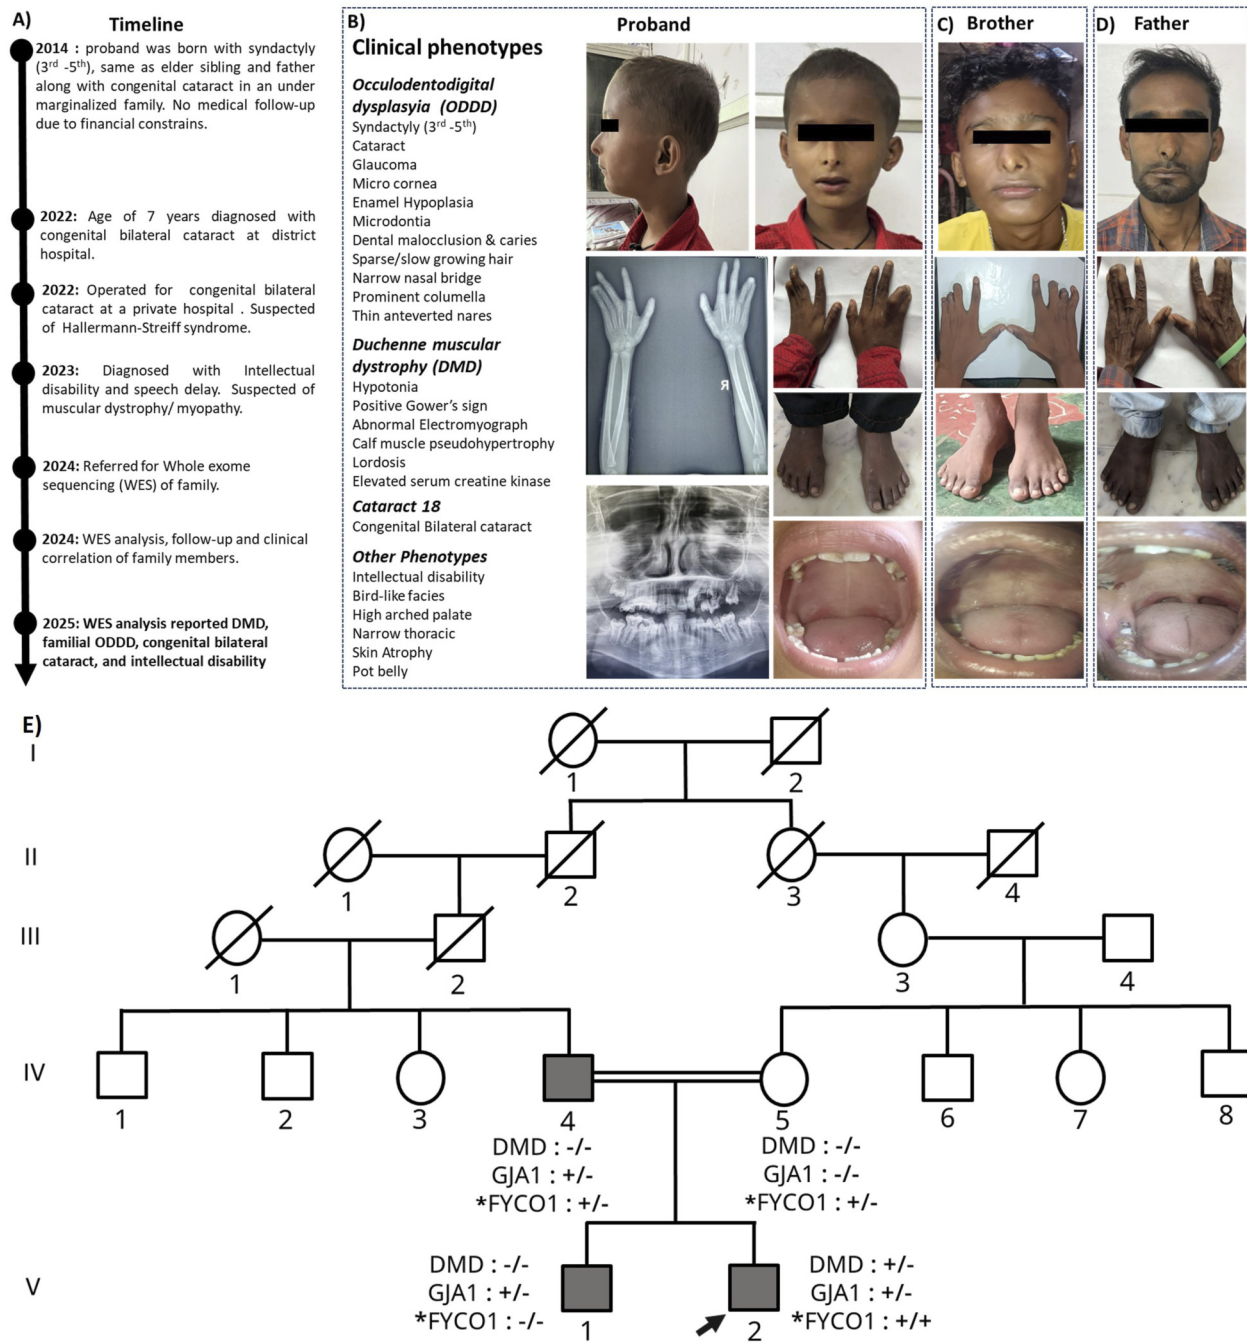 A)
Timeline
2014 : proband was born with syndactyly
(3rd -5th), same as elder sibling and father
along with congenital cataract in an under
marginalized family. No medical follow-up
due to financial constrains.
2022: Age of 7 years diagnosed with
congenital bilateral cataract at district
hospital.
2022: Operated for congenital bilateral
cataract at a private hospital . Suspected
of Hallermann-Streiff syndrome.
2023: Diagnosed with Intellectual
disability and speech delay. Suspected of
muscular dystrophy/ myopathy.
2024: Referred for Whole exome
sequencing (WES) of family.
2024: WES analysis, follow-up and clinical
correlation of family members.
2025: WES analysis reported DMD,
familial ODDD, congenital bilateral
cataract, and intellectual disability
B)
Proband
Clinical phenotypes
Occulodentodigital
dysplasyia (ODDD)
Syndactyly (3rd -5th)
Cataract
Glaucoma
Micro cornea
Enamel Hypoplasia
Microdontia
Dental malocclusion & caries
Sparse/slow growing hair
Narrow nasal bridge
Prominent columella
Thin anteverted nares
Duchenne muscular
dystrophy (DMD)
Hypotonia
Positive Gower's sign
Abnormal Electromyograph
Calf muscle pseudohypertrophy
Lordosis
Elevated serum creatine kinase
Cataract 18
Congenital Bilateral cataract
Other Phenotypes
Intellectual disability
Bird-like facies
High arched palate
Narrow thoracic
Skin Atrophy
Pot belly
R
C) Brother
D) Father
E)
I
1 2
II
1 2 3 4
III
1 2 3 4
IV
1 2 3 4 5 6 7 8
DMD : -/- DMD : -/-
GJA1 : +/- GJA1 : -/-
*FYCO1 : +/- *FYCO1 : +/-
V
DMD : -/- DMD : +/-
GJA1 : +/- GJA1 : +/-
*FYCO1 : -/- *FYCO1 : +/+
1 2